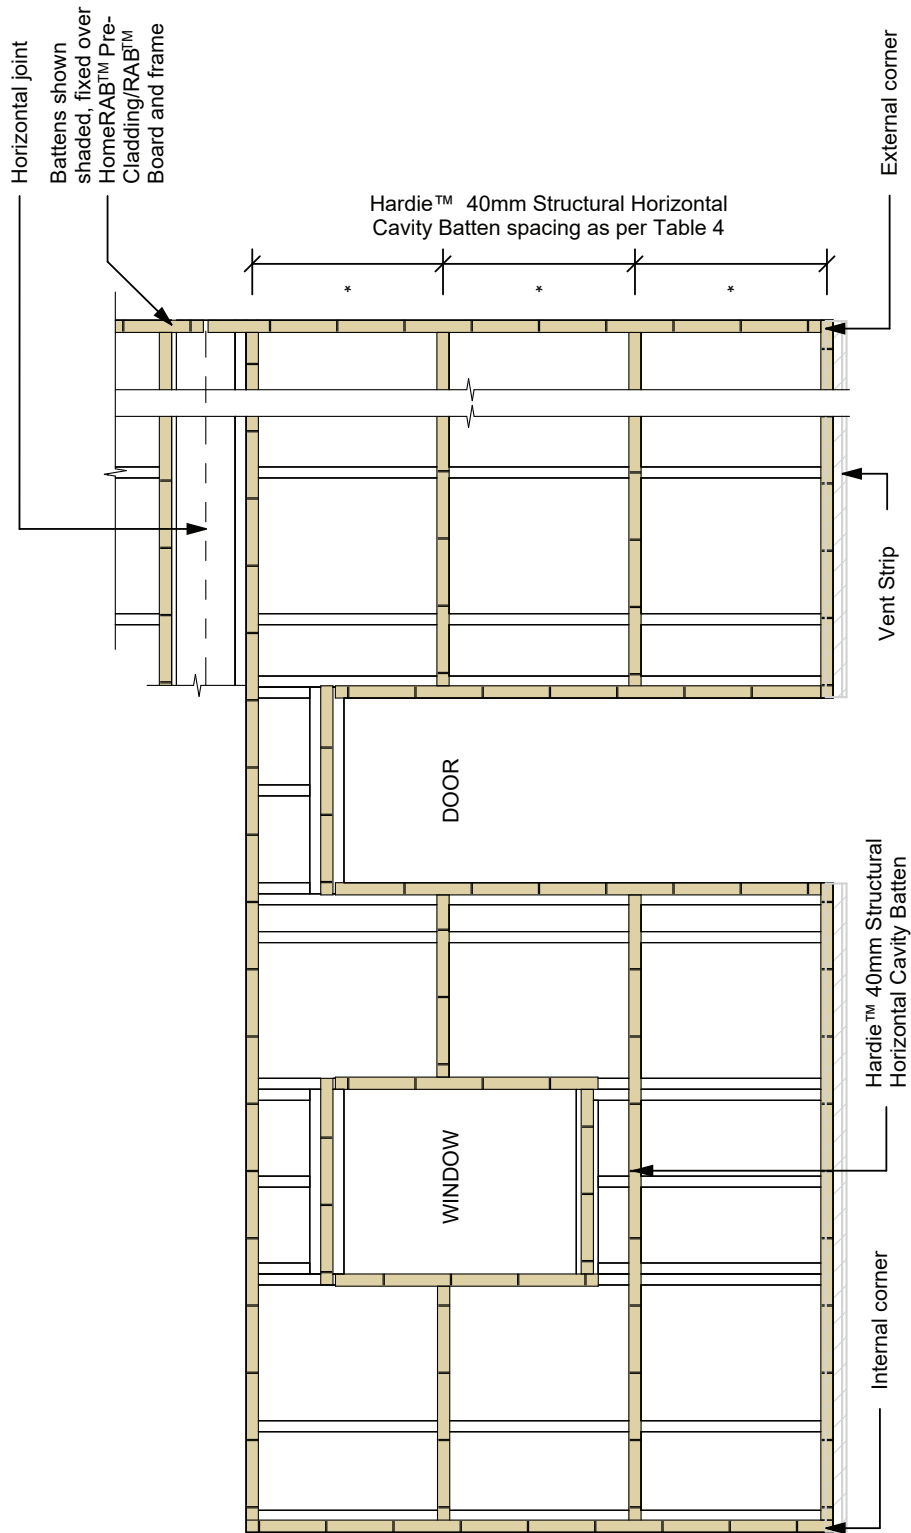 Horizontal joint
Battens shown
shaded, fixed over
HomeRAB™ Pre-
Cladding/RAB™
Board and frame
Hardie™ 40mm Structural Horizontal
Cavity Batten spacing as per Table 4
*
*
*
External corner
Vent Strip
DOOR
Hardie™ 40mm Structural
Horizontal Cavity Batten
WINDOW
Internal corner